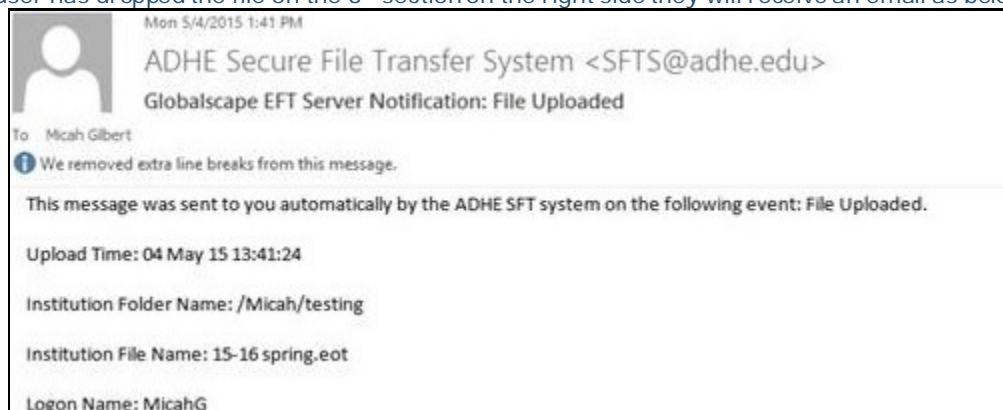 user has dropped the file on the section on the right side they will receive an email as
Mon 5/4/2015 1:41 PM
ADHE Secure File Transfer System <SFTS@adhe.edu>
Globalscape EFT Server Notification: File Uploaded
To Micah Gilbert
We removed extra line breaks from this message.
This message was sent to you automatically by the ADHE SFT system on the following event: File Uploaded.
Upload Time: 04 May 15 13:41:24
Institution Folder Name: /Micah/testing
Institution File Name: 15-16 spring.eot
Logon Name: MicahG